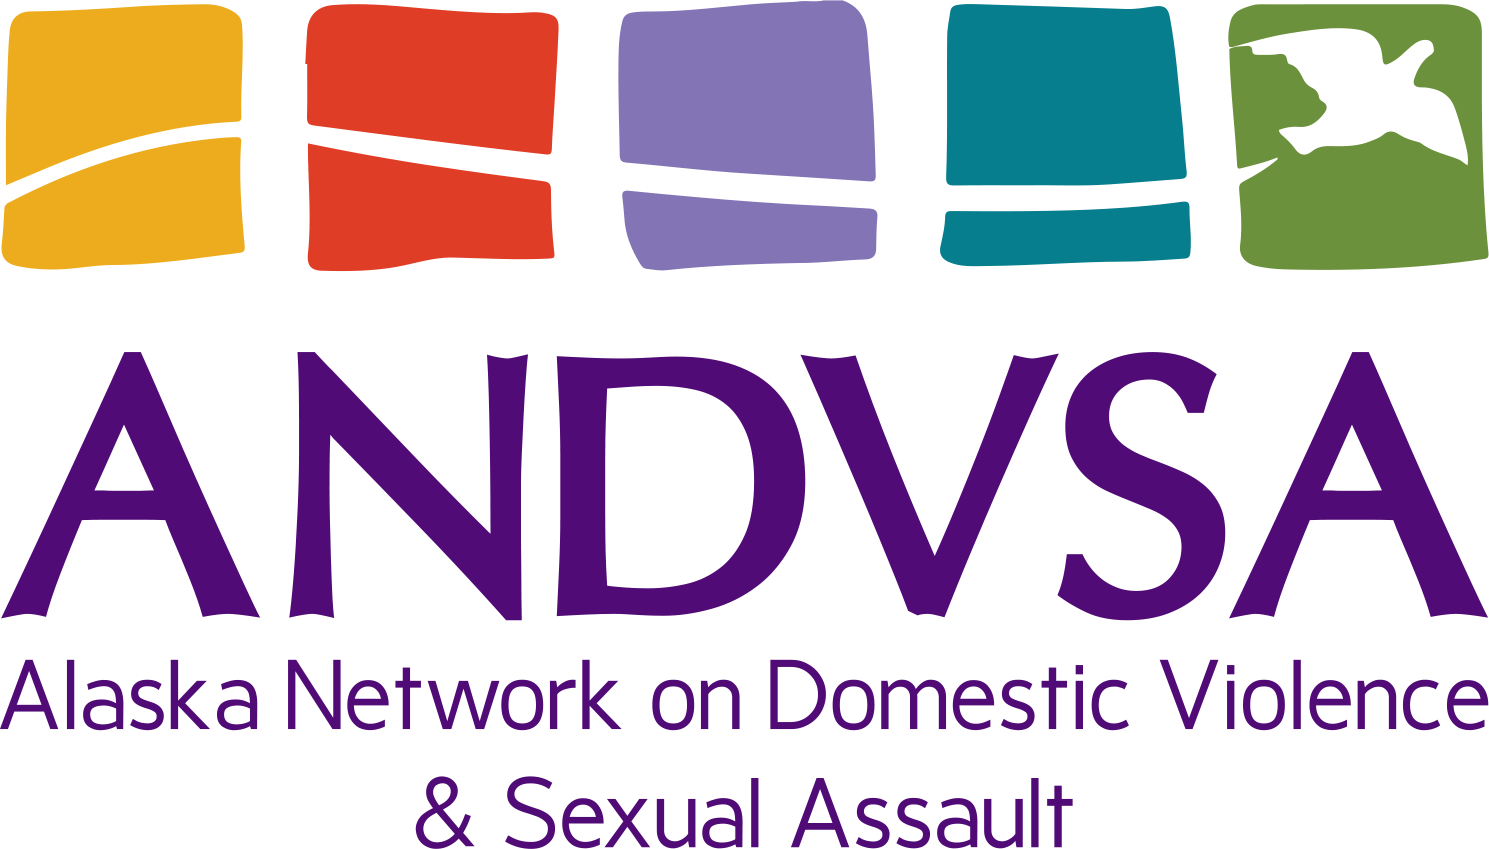 ANDVSA
Alaska Network on Domestic Violence
& Sexual Assault